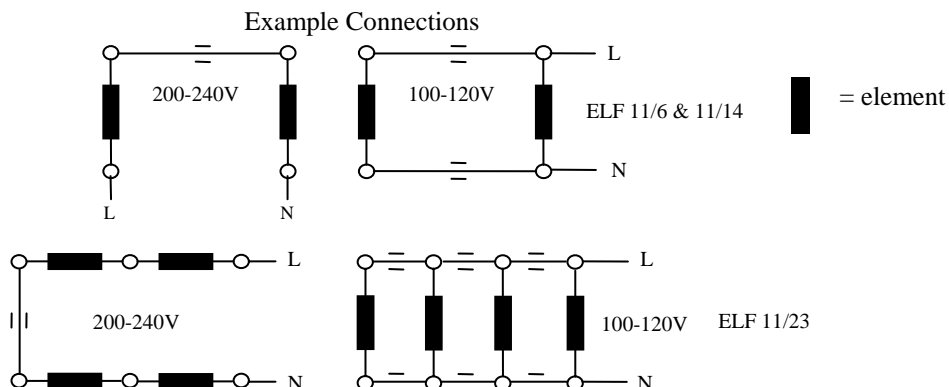 Example Connections
L
200-240V
100-120V
ELF 11/6 & 11/14
= element
N
L
N
L
L
200-240V
100-120V
ELF 11/23
N
N